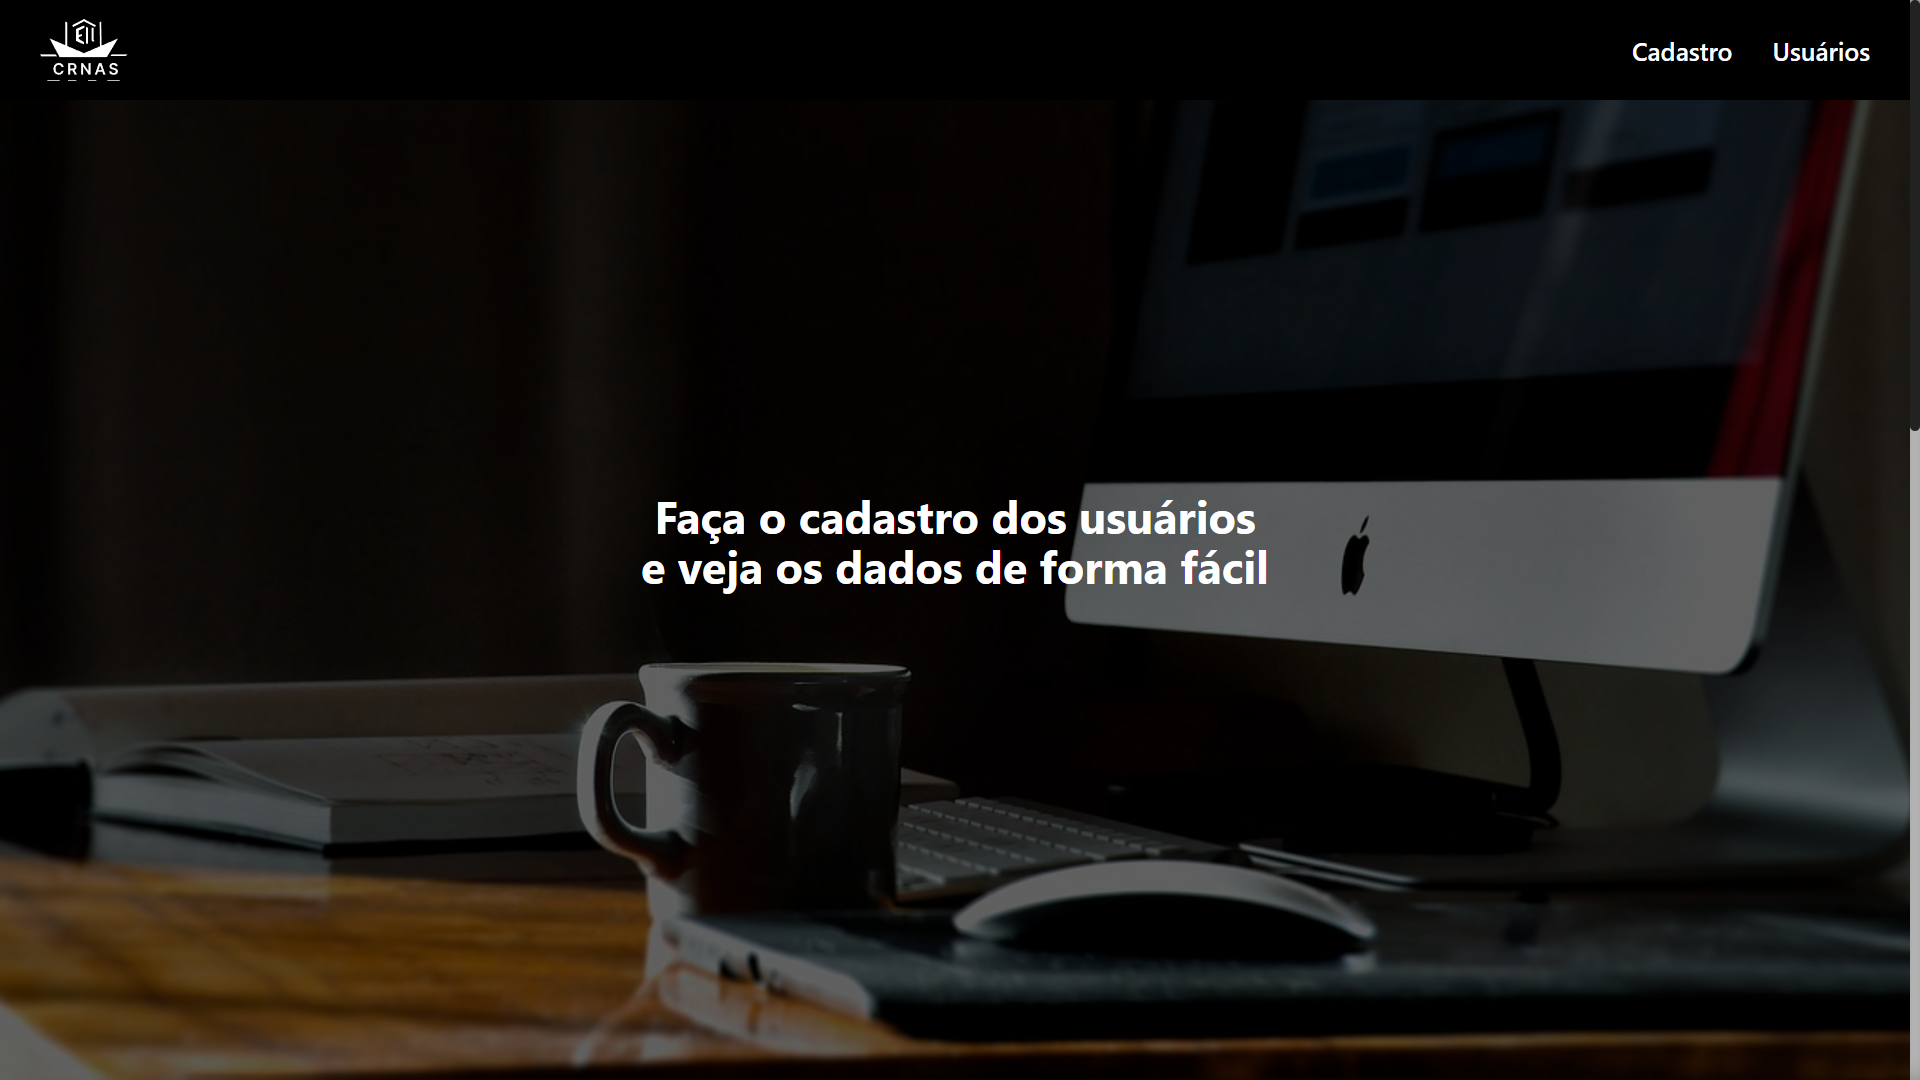 CRNAS
Cadastro Usuários
Faça o cadastro dos usuários
e veja os dados de forma fácil